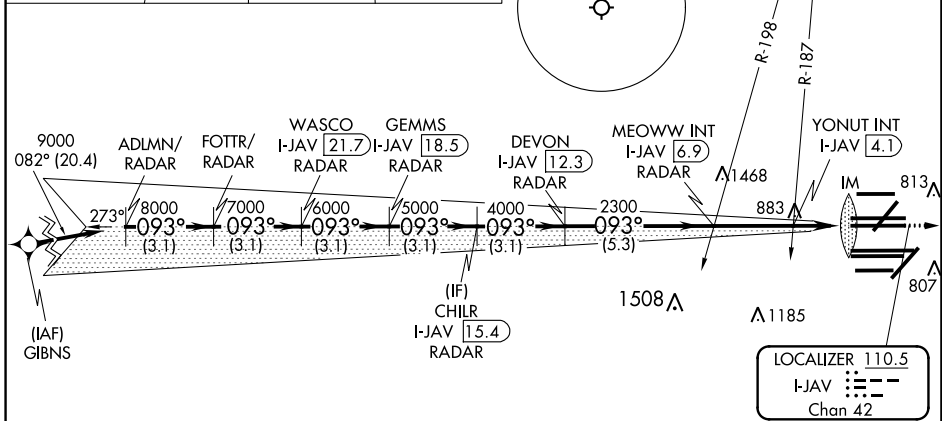 R-198
R-187
9000
082° (20.4)
ADLMN/
RADAR
FOTTR/
RADAR
WASCO
I-JAV 21.7
RADAR
GEMMS
I-JAV 18.5
RADAR
DEVON
I-JAV 12.3
RADAR
MEOWW INT
I-JAV 6.9
RADAR
YONUT INT
I-JAV 4.1
1468
883
IM
813
273°
8000
093°
(3.1)
7000
093°
(3.1)
6000
093°
(3.1)
5000
093°
(3.1)
4000
093°
(3.1)
2300
093°
(5.3)
807
(IAF)
GIBNS
(IF)
CHILR
I-JAV 15.4
RADAR
1508
1185
LOCALIZER 110.5
I-JAV
Chan 42